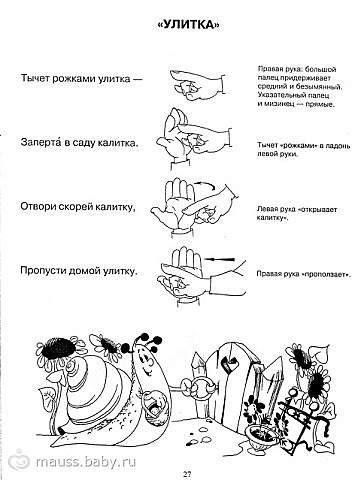 «УЛИТКА»
Тычет рожками улитка —
Правая рука: большой
палец придерживает
средний и безымянный.
Указательный палец
и мизинец — прямые.
Заперта́ в саду калитка.
Тычет «рожками» в ладонь
левой руки.
Отвори скорей калитку,
Левая рука «открывает
калитку».
Пропусти домой улитку.
Правая рука "проползает".
27
mauss.baby.ru